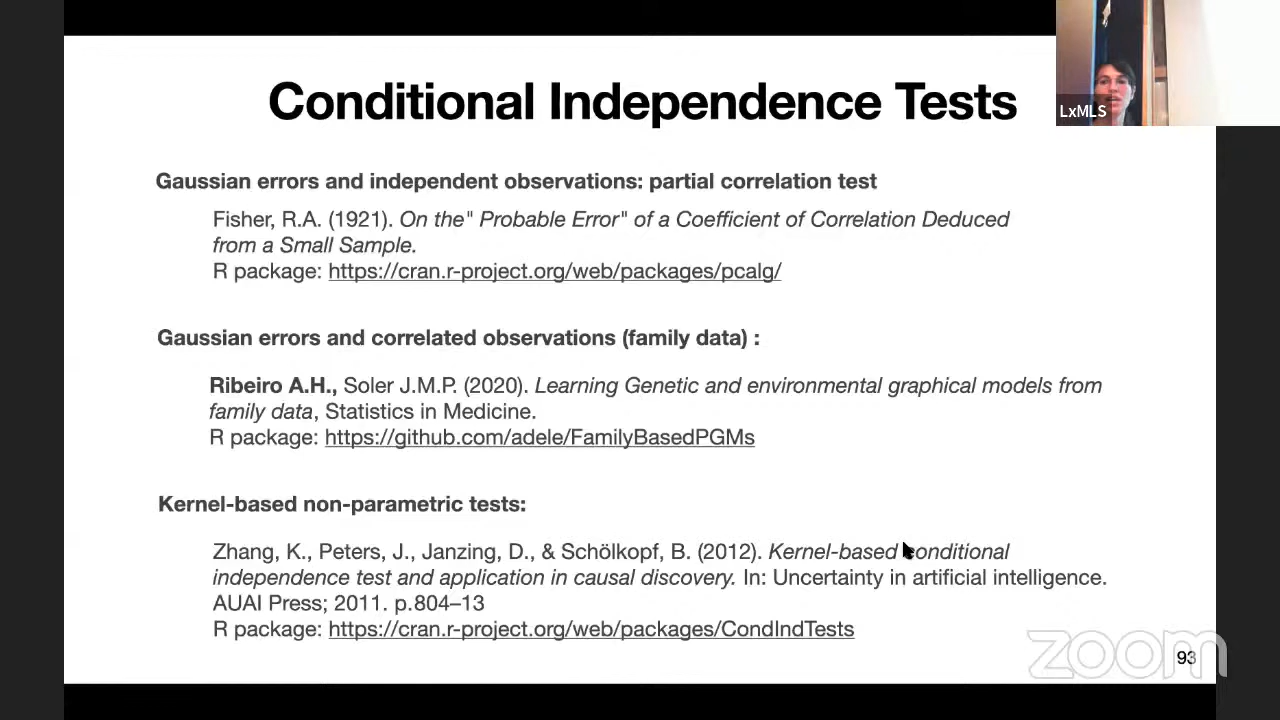 Conditional Independence Tests
LxMLS
Gaussian errors and independent observations: partial correlation test
Fisher, R.A. (1921). On the" Probable Error" of a Coefficient of Correlation Deduced
from a Small Sample.
R package: https://cran.r-project.org/web/packages/pcalg/
Gaussian errors and correlated observations (family data) :
Ribeiro A.H., Soler J.M.P. (2020). Learning Genetic and environmental graphical models from
family data, Statistics in Medicine.
R package: https://github.com/adele/FamilyBasedPGMs
Kernel-based non-parametric tests:
Zhang, K., Peters, J., Janzing, D., & Schölkopf, B. (2012). Kernel-based conditional
independence test and application in causal discovery. In: Uncertainty in artificial intelligence.
AUAI Press; 2011. p.804–13
R package: https://cran.r-project.org/web/packages/CondIndTests
zoom
93